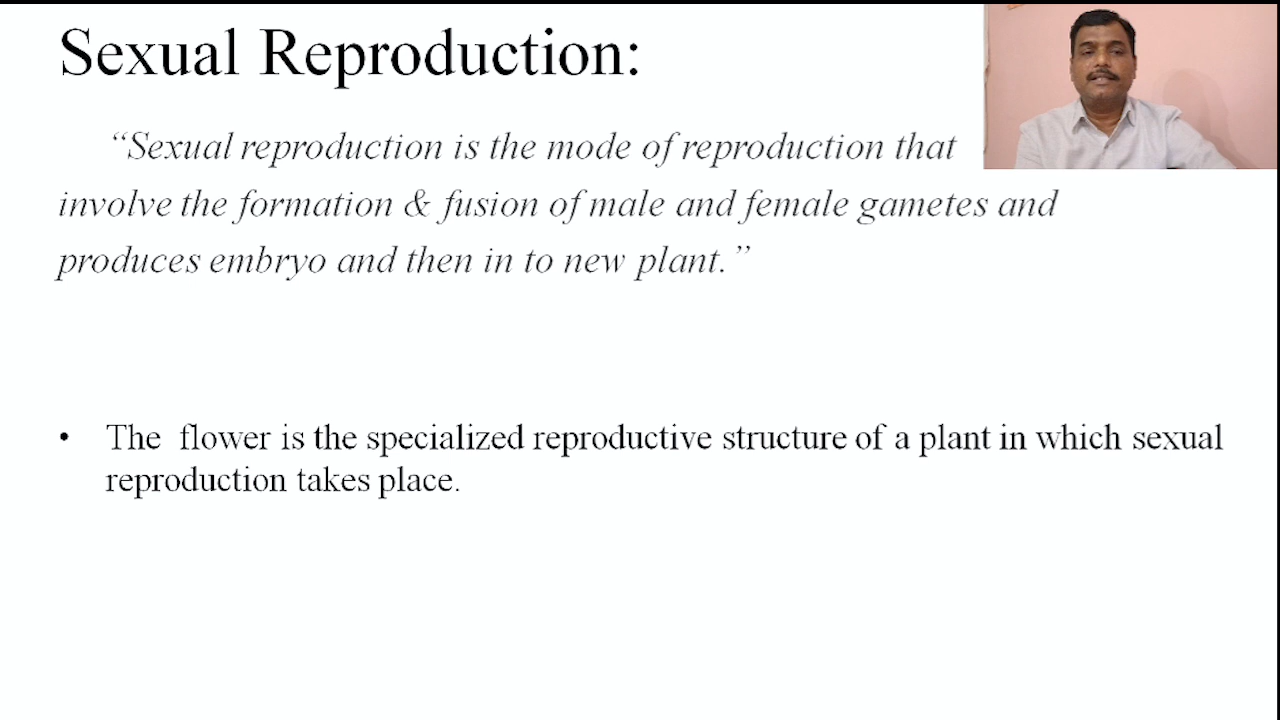 Sexual Reproduction:
“Sexual reproduction is the mode of reproduction that
involve the formation & fusion of male and female gametes and
produces embryo and then in to new plant.”
• The flower is the specialized reproductive structure of a plant in which sexual
reproduction takes place.